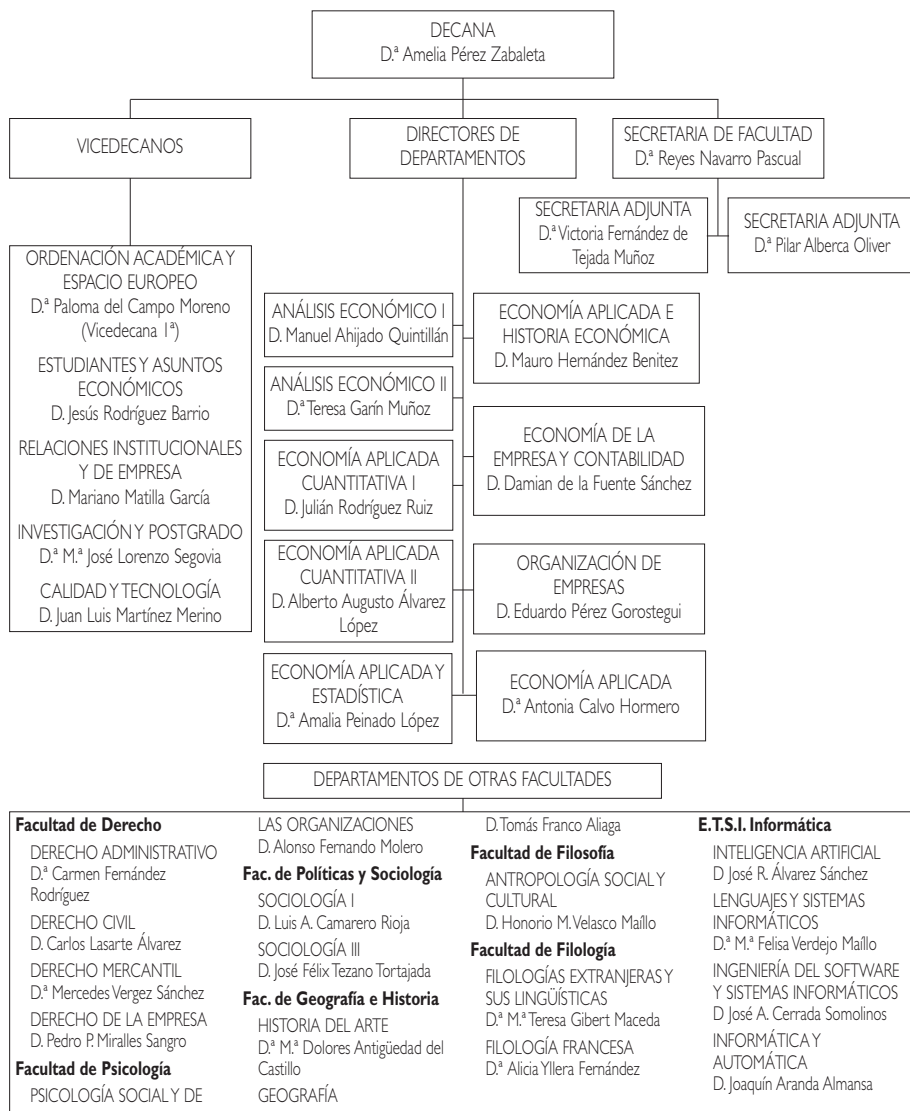 DECANA
D.ª Amelia Pérez Zabaleta
VICEDECANOS
DIRECTORES DE
DEPARTAMENTOS
SECRETARIA DE FACULTAD
D.ª Reyes Navarro Pascual
SECRETARIA ADJUNTA
D.ª Victoria Fernández de
Tejada Muñoz
SECRETARIA ADJUNTA
D.ª Pilar Alberca Oliver
ORDENACIÓN ACADÉMICA Y
ESPACIO EUROPEO
D.ª Paloma del Campo Moreno
(Vicedecana 1ª)
ESTUDIANTES Y ASUNTOS
ECONÓMICOS
D. Jesús Rodríguez Barrio
RELACIONES INSTITUCIONALES
Y DE EMPRESA
D. Mariano Matilla García
INVESTIGACIÓN Y POSTGRADO
D.ª M.ª José Lorenzo Segovia
CALIDAD Y TECNOLOGÍA
D. Juan Luis Martínez Merino
ANÁLISIS ECONÓMICO I
D. Manuel Ahijado Quintillán
ECONOMÍA APLICADA E
HISTORIA ECONÓMICA
D. Mauro Hernández Benitez
ANÁLISIS ECONÓMICO II
D.ª Teresa Garín Muñoz
ECONOMÍA DE LA
EMPRESA Y CONTABILIDAD
D. Damian de la Fuente Sánchez
ECONOMÍA APLICADA
CUANTITATIVA I
D. Julián Rodríguez Ruiz
ECONOMÍA APLICADA
CUANTITATIVA II
D. Alberto Augusto Álvarez
López
ORGANIZACIÓN DE
EMPRESAS
D. Eduardo Pérez Gorostegui
ECONOMÍA APLICADA Y
ESTADÍSTICA
D.ª Amalia Peinado López
ECONOMÍA APLICADA
D.ª Antonia Calvo Hormero
DEPARTAMENTOS DE OTRAS FACULTADES
Facultad de Derecho
DERECHO ADMINISTRATIVO
D.ª Carmen Fernández
Rodríguez
DERECHO CIVIL
D. Carlos Lasarte Álvarez
DERECHO MERCANTIL
D.ª Mercedes Vergez Sánchez
DERECHO DE LA EMPRESA
D. Pedro P. Miralles Sangro
Facultad de Psicología
PSICOLOGÍA SOCIAL Y DE
LAS ORGANIZACIONES
D. Alonso Fernando Molero
Fac. de Políticas y Sociología
SOCIOLOGÍA I
D. Luis A. Camarero Rioja
SOCIOLOGÍA III
D. José Félix Tezano Tortajada
Fac. de Geografía e Historia
HISTORIA DEL ARTE
D.ª M.ª Dolores Antigüedad del
Castillo
GEOGRAFÍA
D. Tomás Franco Aliaga
Facultad de Filosofía
ANTROPOLOGÍA SOCIAL Y
CULTURAL
D. Honorio M. Velasco Maíllo
Facultad de Filología
FILOLOGÍAS EXTRANJERAS Y
SUS LINGÜÍSTICAS
D.ª M.ª Teresa Gibert Maceda
FILOLOGÍA FRANCESA
D.ª Alicia Yllera Fernández
E.T.S.I. Informática
INTELIGENCIA ARTIFICIAL
D José R. Álvarez Sánchez
LENGUAJES Y SISTEMAS
INFORMÁTICOS
D.ª M.ª Felisa Verdejo Maíllo
INGENIERÍA DEL SOFTWARE
Y SISTEMAS INFORMÁTICOS
D José A. Cerrada Somolinos
INFORMÁTICA Y
AUTOMÁTICA
D. Joaquín Aranda Almansa